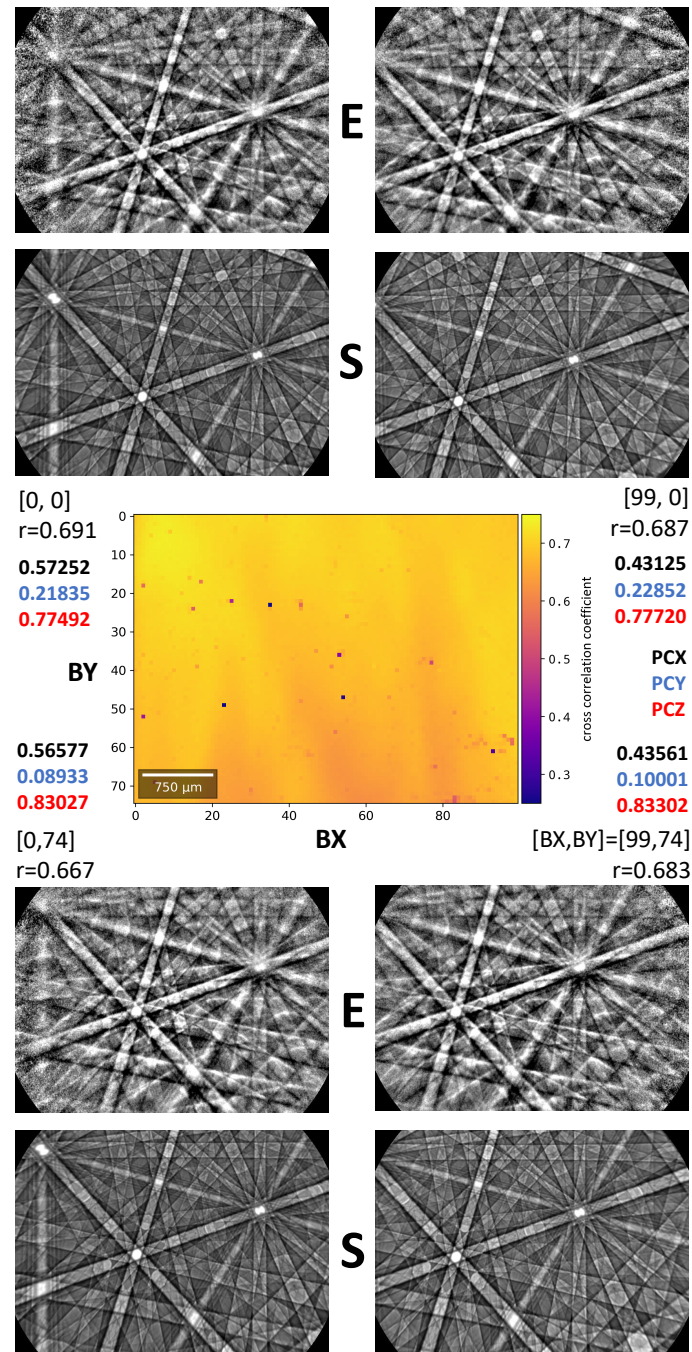 E
S
[0, 0]
r=0.691
0.57252
0.21835
0.77492
[99, 0]
r=0.687
0.43125
0.22852
0.77720
PCX
PCY
PCZ
BY
0
10
20
30
40
50
60
70
750 μm
0
20
40
60
80
BX
0.7
0.6
0.5
0.4
0.3
cross correlation coefficient
0.56577
0.08933
0.83027
[0,74]
r=0.667
0.43561
0.10001
0.83302
[BX,BY]=[99,74]
r=0.683
E
S